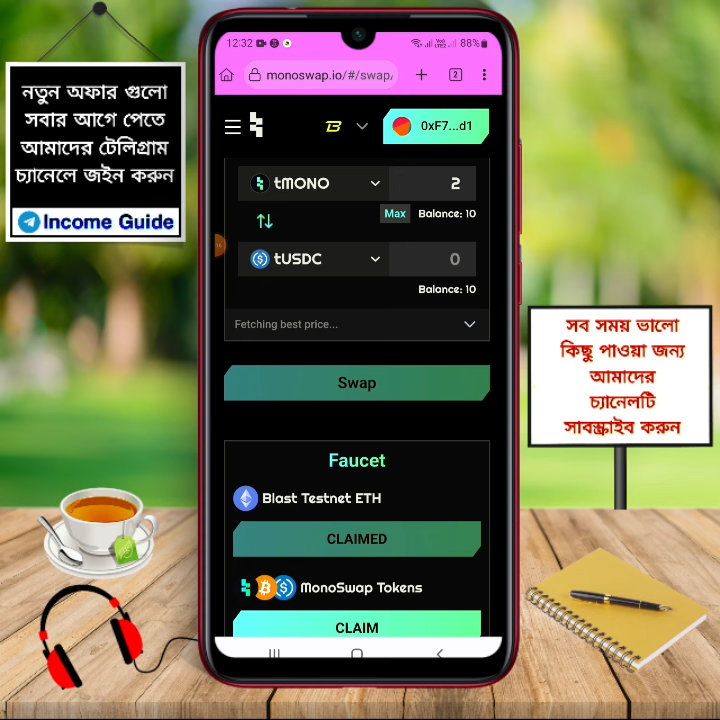 নতুন অফার গুলো
সবার আগে পেতে
আমাদের টেলিগ্রাম
চ্যানেলে জইন করুন
Income Guide
12:32
88%
monoswap.io/#/swap/
2
0xF7...d1
tMONO
2
Max Balance: 10
tUSDC
0
Balance: 10
Fetching best price...
Swap
Faucet
Blast Testnet ETH
CLAIMED
MonoSwap Tokens
CLAIM
সব সময় ভালো
কিছু পাওয়া জন্য
আমাদের
চ্যানেলটি
সাবস্ক্রাইব করুন